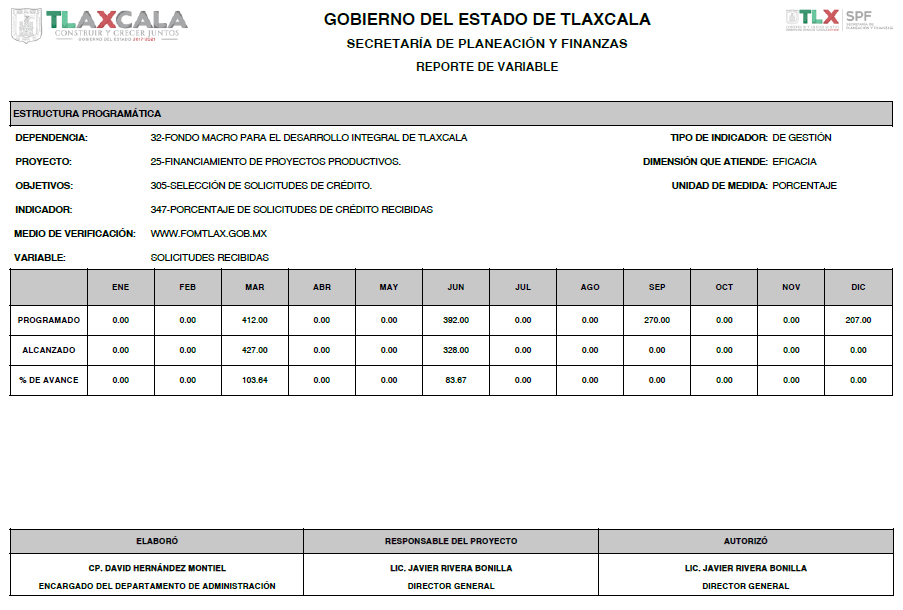 TLAXCALA
CONSTRUIR Y CRECER JUNTOS
GOBIERNO DEL ESTADO 2017-2021
GOBIERNO DEL ESTADO DE TLAXCALA
SECRETARÍA DE PLANEACIÓN Y FINANZAS
REPORTE DE VARIABLE
TLX SPF
ESTRUCTURA PROGRAMÁTICA
DEPENDENCIA: 32-FONDO MACRO PARA EL DESARROLLO INTEGRAL DE TLAXCALA TIPO DE INDICADOR: DE GESTIÓN
PROYECTO: 25-FINANCIAMIENTO DE PROYECTOS PRODUCTIVOS. DIMENSIÓN QUE ATIENDE: EFICACIA
OBJETIVOS: 305-SELECCIÓN DE SOLICITUDES DE CRÉDITO. UNIDAD DE MEDIDA: PORCENTAJE
INDICADOR: 347-PORCENTAJE DE SOLICITUDES DE CRÉDITO RECIBIDAS
MEDIO DE VERIFICACIÓN: WWW.FOMTLAX.GOB.MX
VARIABLE: SOLICITUDES RECIBIDAS
ENE FEB MAR ABR MAY JUN JUL AGO SEP OCT NOV DIC
PROGRAMADO 0.00 0.00 412.00 0.00 0.00 392.00 0.00 0.00 270.00 0.00 0.00 207.00
ALCANZADO 0.00 0.00 427.00 0.00 0.00 328.00 0.00 0.00 0.00 0.00 0.00 0.00
% DE AVANCE 0.00 0.00 103.64 0.00 0.00 83.67 0.00 0.00 0.00 0.00 0.00 0.00
ELABORÓ RESPONSABLE DEL PROYECTO AUTORIZÓ
CP. DAVID HERNÁNDEZ MONTIEL LIC. JAVIER RIVERA BONILLA LIC. JAVIER RIVERA BONILLA
ENCARGADO DEL DEPARTAMENTO DE ADMINISTRACIÓN DIRECTOR GENERAL DIRECTOR GENERAL